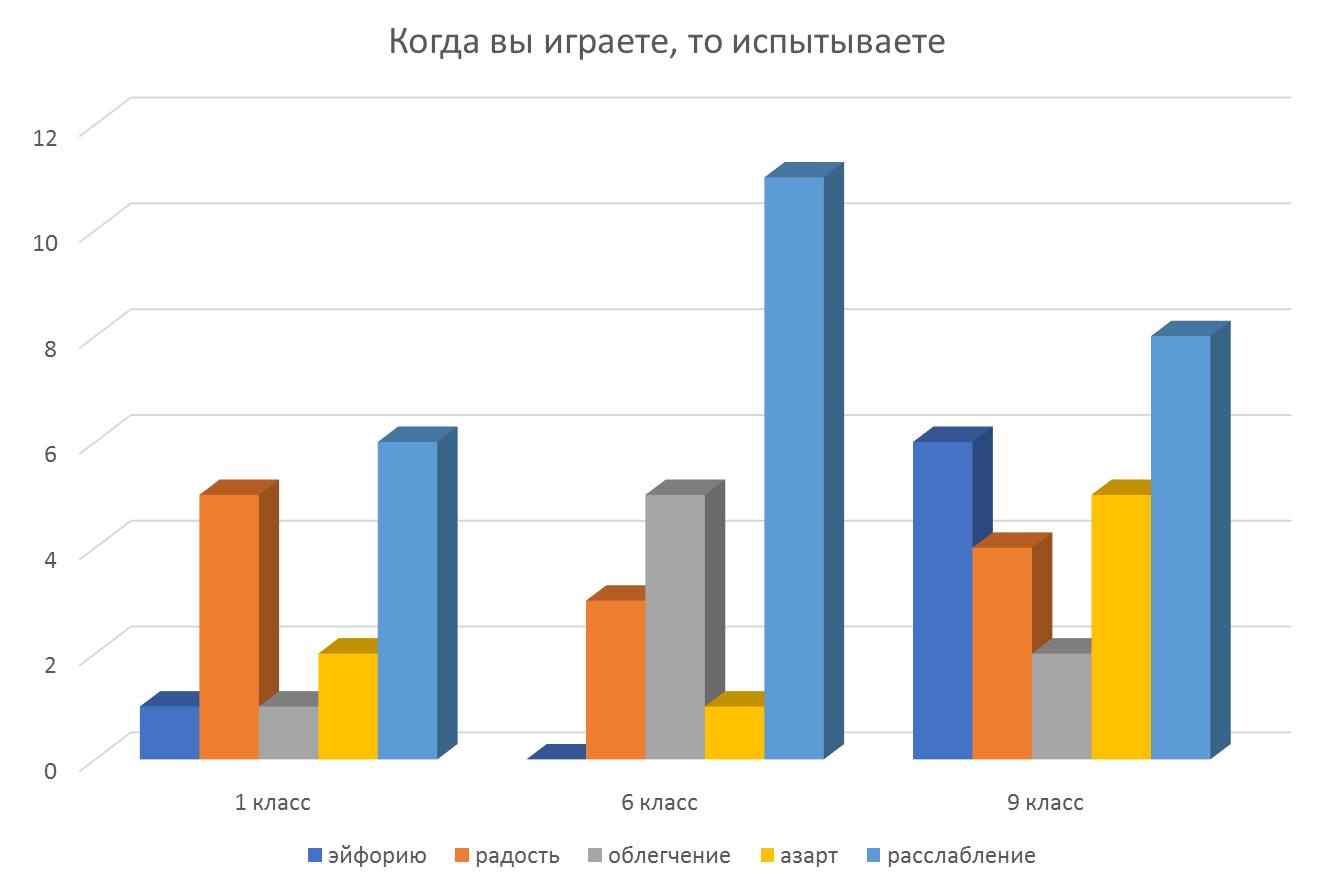 Когда вы играете, то испытываете
12
10
8
6
4
2
0
1 класс 6 класс 9 класс
эйфорию радость облегчение азарт расслабление